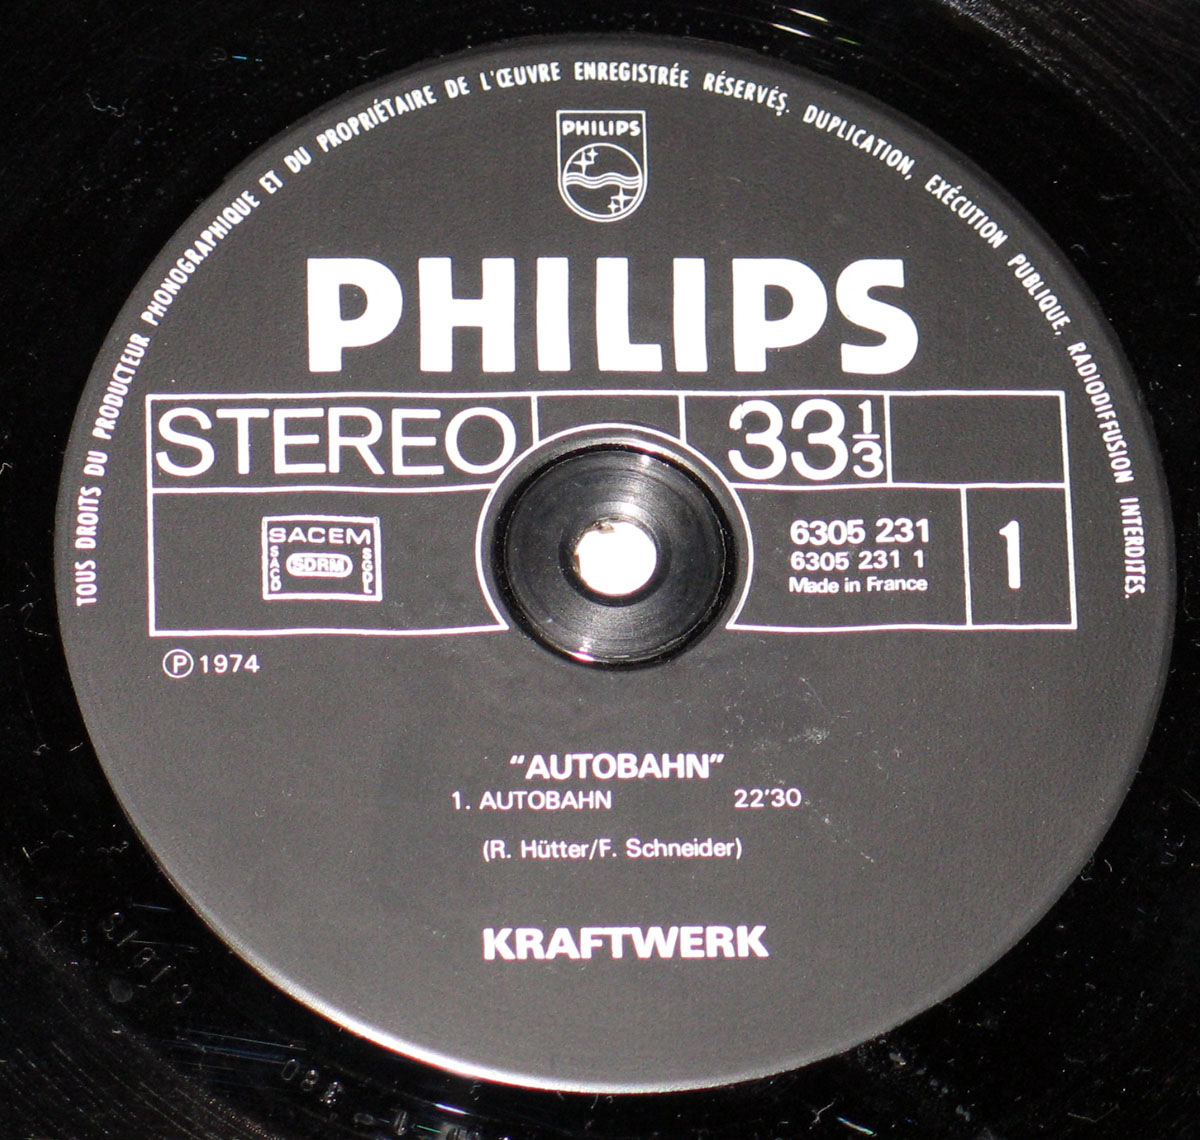 TOUS DROITS DU PRODUCTEUR PHONOGRAPHIQUE ET DU PROPRIÉTAIRE DE L'ŒUVRE ENREGISTRÉE RÉSERVÉS. DUPLICATION, EXÉCUTION PUBLIQUE, RADIODIFFUSION INTERDITES.
PHILIPS
PHILIPS
STEREO
33 1/3
SACEM
SACD
SDRM
SGDL
6305 231
6305 231 1
Made in France
1
Ⓟ 1974
“AUTOBAHN”
1. AUTOBAHN 22'30
(R. Hütter/F. Schneider)
KRAFTWERK